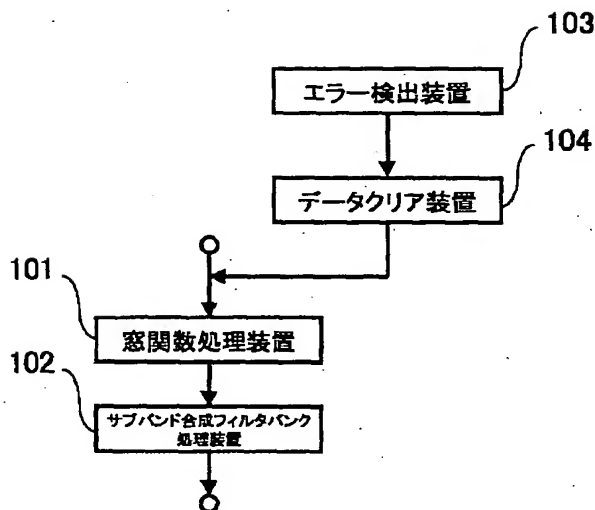 103
エラー検出装置
104
データクリア装置
101
窓関数処理装置
102
サブバンド合成フィルタバンク
処理装置